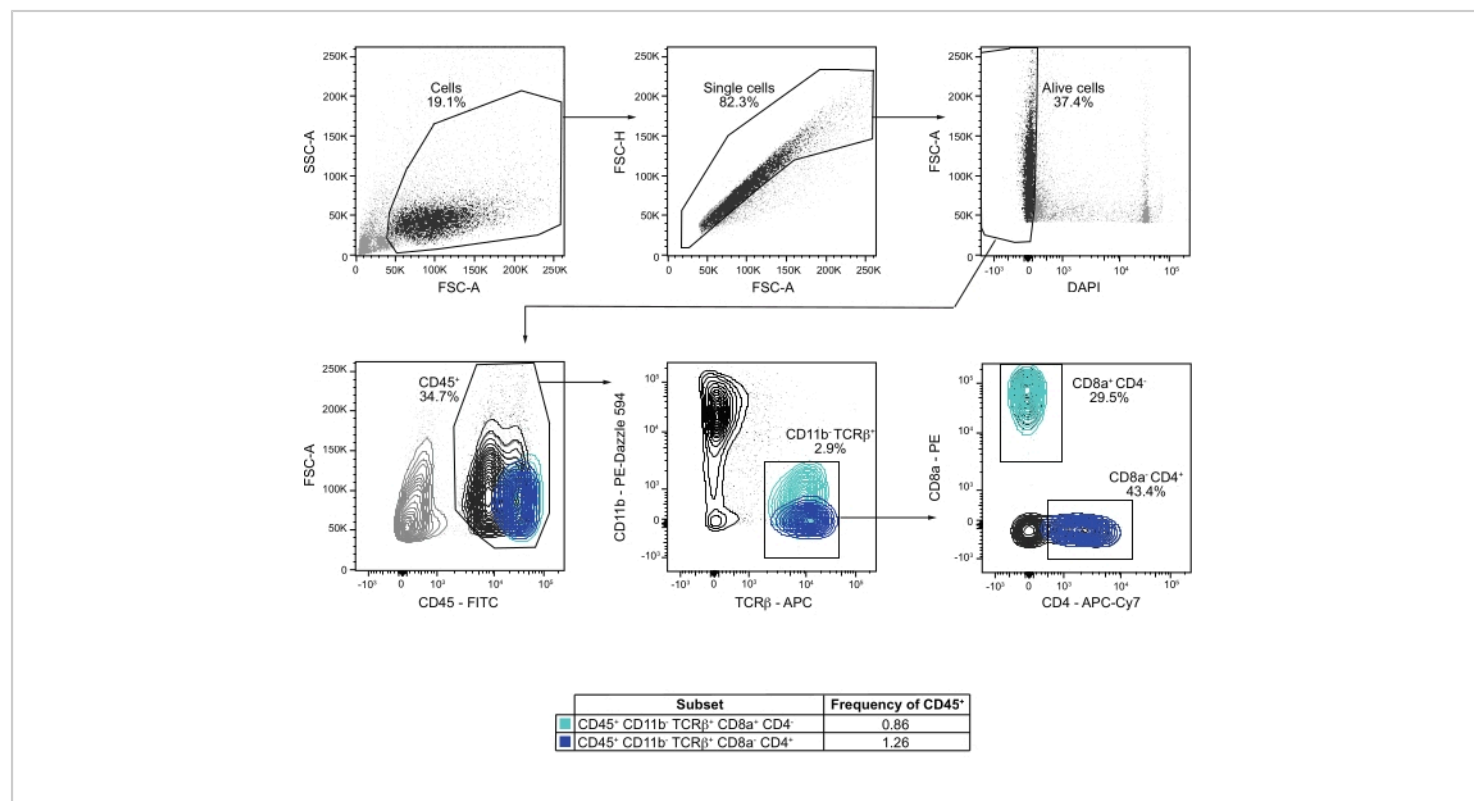 Cells
19.1%
250K
200K
150K
100K
50K
0
SSC-A
0 50K 100K 150K 200K 250K
FSC-A
Single cells
82.3%
250K
200K
150K
100K
50K
0
FSC-H
0 50K 100K 150K 200K 250K
FSC-A
Alive cells
37.4%
250K
200K
150K
100K
50K
0
FSC-A
-10³ 0 10³ 10⁴ 10⁵
DAPI
CD45⁺
34.7%
250K
200K
150K
100K
50K
0
FSC-A
-10³ 0 10³ 10⁴ 10⁵
CD45 - FITC
CD11b⁻ TCRβ⁺
2.9%
10⁵
10⁴
10³
0
-10³
CD11b - PE-Dazzle 594
-10³ 0 10³ 10⁴ 10⁵
TCRβ - APC
CD8a⁺ CD4⁻
29.5%
CD8a⁻ CD4⁺
43.4%
10⁵
10⁴
10³
0
-10³
CD8a - PE
-10³ 0 10³ 10⁴ 10⁵
CD4 - APC-Cy7
Subset Frequency of CD45⁺
CD45⁺ CD11b⁻ TCRβ⁺ CD8a⁺ CD4⁻ 0.86
CD45⁺ CD11b⁻ TCRβ⁺ CD8a⁻ CD4⁺ 1.26